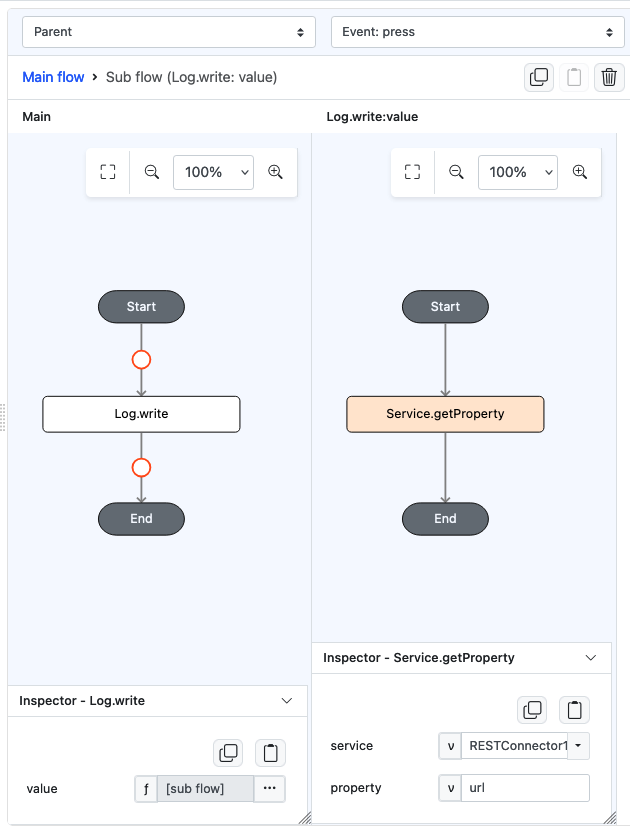 Parent
Event: press
Main flow > Sub flow (Log.write: value)
Main
Log.write:value
100%
100%
Start
Start
Log.write
Service.getProperty
End
End
Inspector - Service.getProperty
Inspector - Log.write
service
v
RESTConnector1
value
f
[sub flow]
...
property
v
url